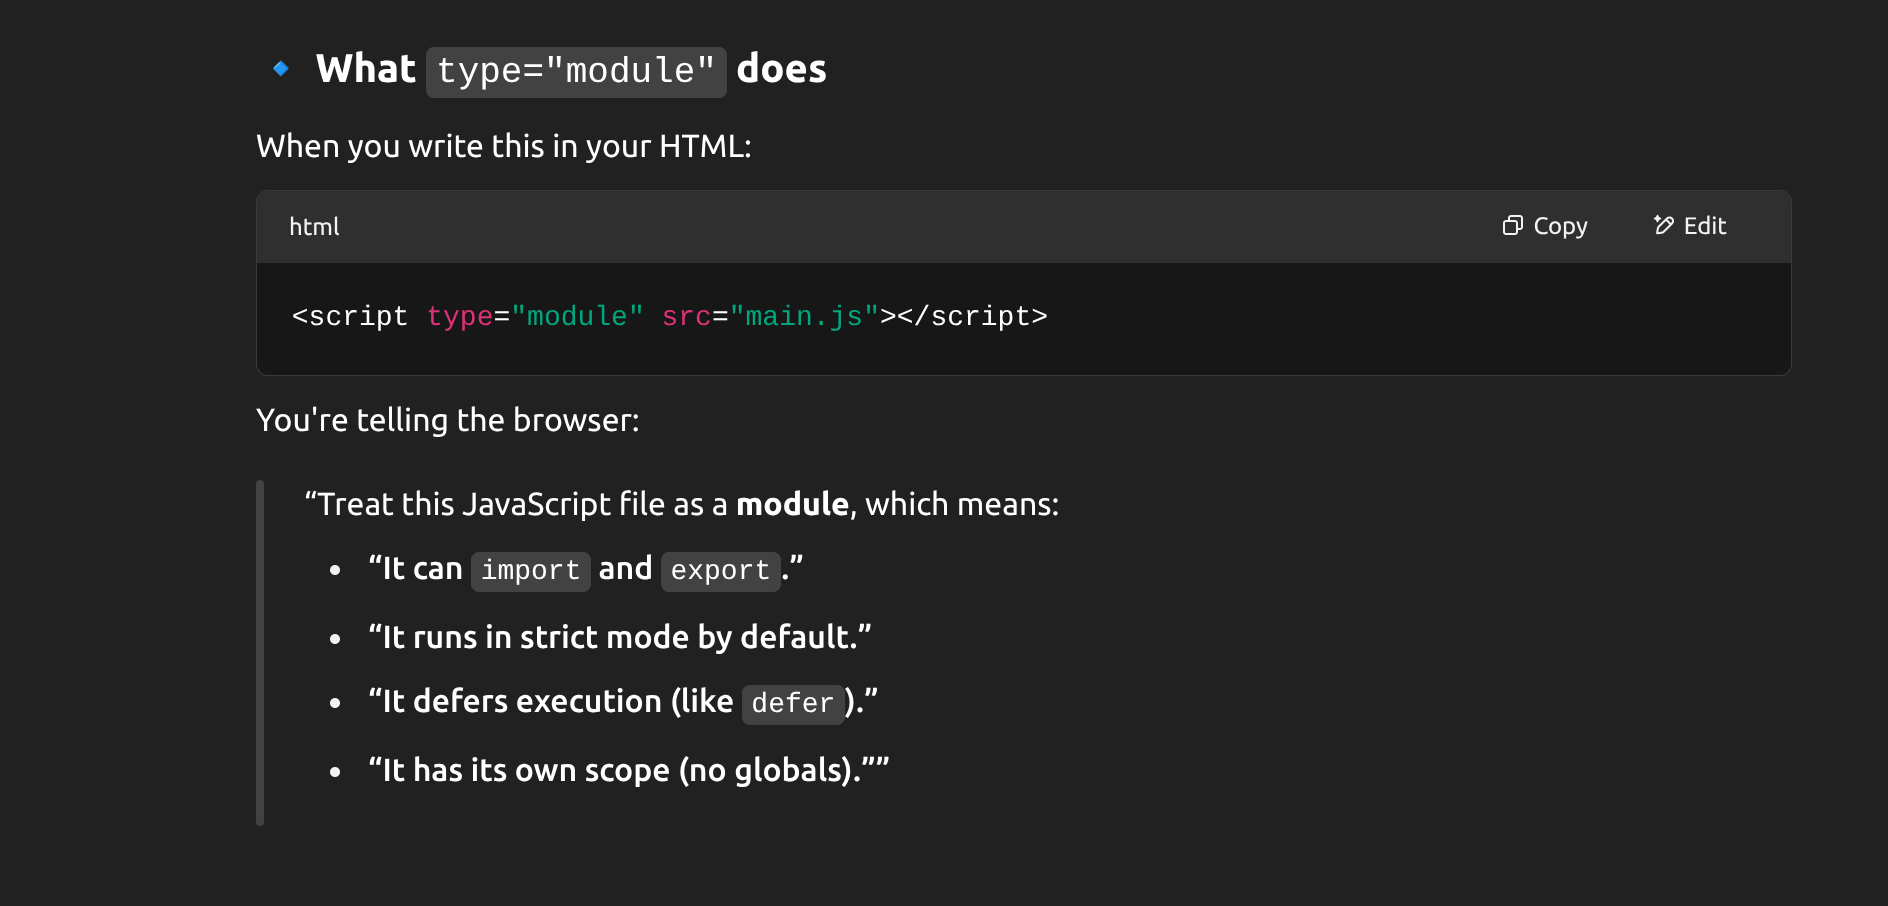 🔹 What type="module" does
When you write this in your HTML:
html Copy Edit
<script type="module" src="main.js"></script>
You're telling the browser:
“Treat this JavaScript file as a module, which means:
• “It can import and export.”
• “It runs in strict mode by default.”
• “It defers execution (like defer).”
• “It has its own scope (no globals).””